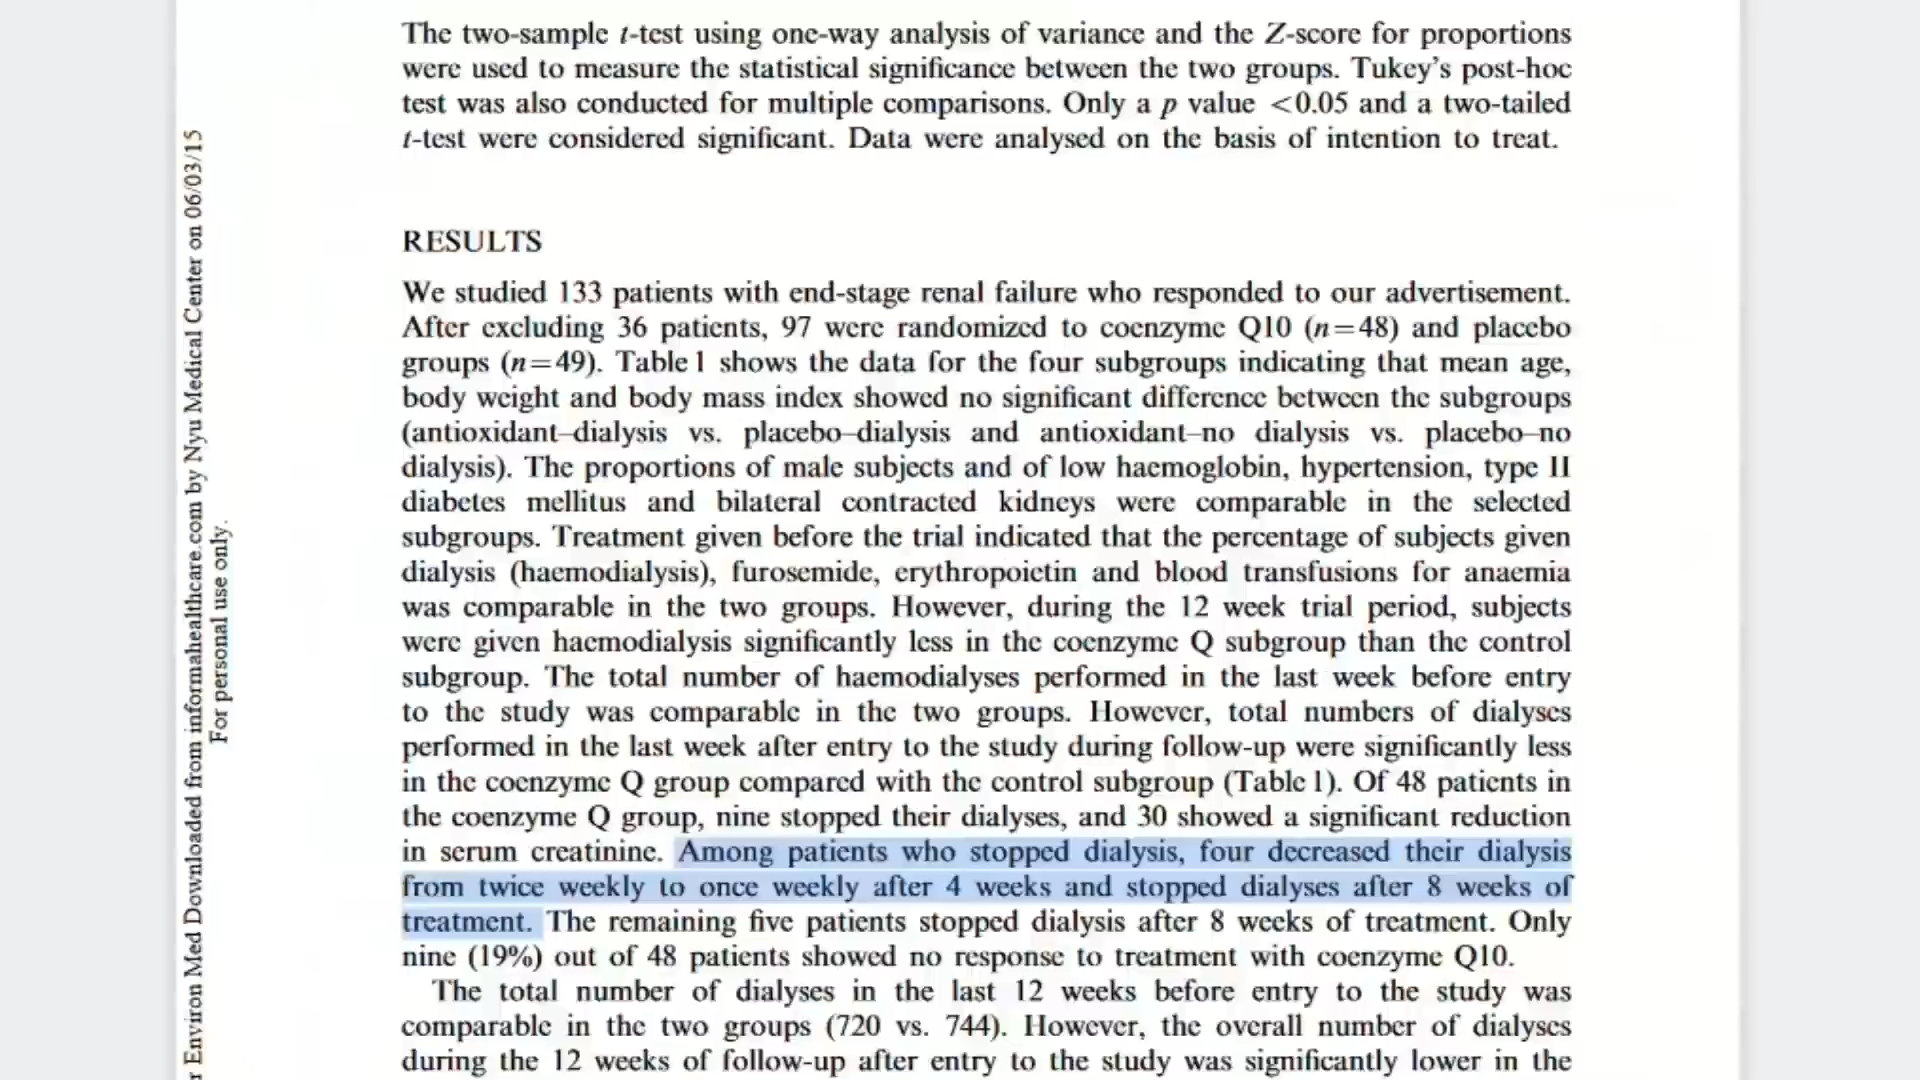 The two-sample t-test using one-way analysis of variance and the Z-score for proportions
were used to measure the statistical significance between the two groups. Tukey's post-hoc
test was also conducted for multiple comparisons. Only a p value <0.05 and a two-tailed
t-test were considered significant. Data were analysed on the basis of intention to treat.
RESULTS
We studied 133 patients with end-stage renal failure who responded to our advertisement.
After excluding 36 patients, 97 were randomized to coenzyme Q10 (n=48) and placebo
groups (n=49). Table 1 shows the data for the four subgroups indicating that mean age,
body weight and body mass index showed no significant difference between the subgroups
(antioxidant–dialysis vs. placebo–dialysis and antioxidant–no dialysis vs. placebo–no
dialysis). The proportions of male subjects and of low haemoglobin, hypertension, type II
diabetes mellitus and bilateral contracted kidneys were comparable in the selected
subgroups. Treatment given before the trial indicated that the percentage of subjects given
dialysis (haemodialysis), furosemide, erythropoietin and blood transfusions for anaemia
was comparable in the two groups. However, during the 12 week trial period, subjects
were given haemodialysis significantly less in the coenzyme Q subgroup than the control
subgroup. The total number of haemodialyses performed in the last week before entry
to the study was comparable in the two groups. However, total numbers of dialyses
performed in the last week after entry to the study during follow-up were significantly less
in the coenzyme Q group compared with the control subgroup (Table 1). Of 48 patients in
the coenzyme Q group, nine stopped their dialyses, and 30 showed a significant reduction
in serum creatinine. Among patients who stopped dialysis, four decreased their dialysis
from twice weekly to once weekly after 4 weeks and stopped dialyses after 8 weeks of
treatment. The remaining five patients stopped dialysis after 8 weeks of treatment. Only
nine (19%) out of 48 patients showed no response to treatment with coenzyme Q10.
The total number of dialyses in the last 12 weeks before entry to the study was
comparable in the two groups (720 vs. 744). However, the overall number of dialyses
during the 12 weeks of follow-up after entry to the study was significantly lower in the
r Environ Med Downloaded from informahealthcare.com by Nyu Medical Center on 06/03/15
For personal use only.